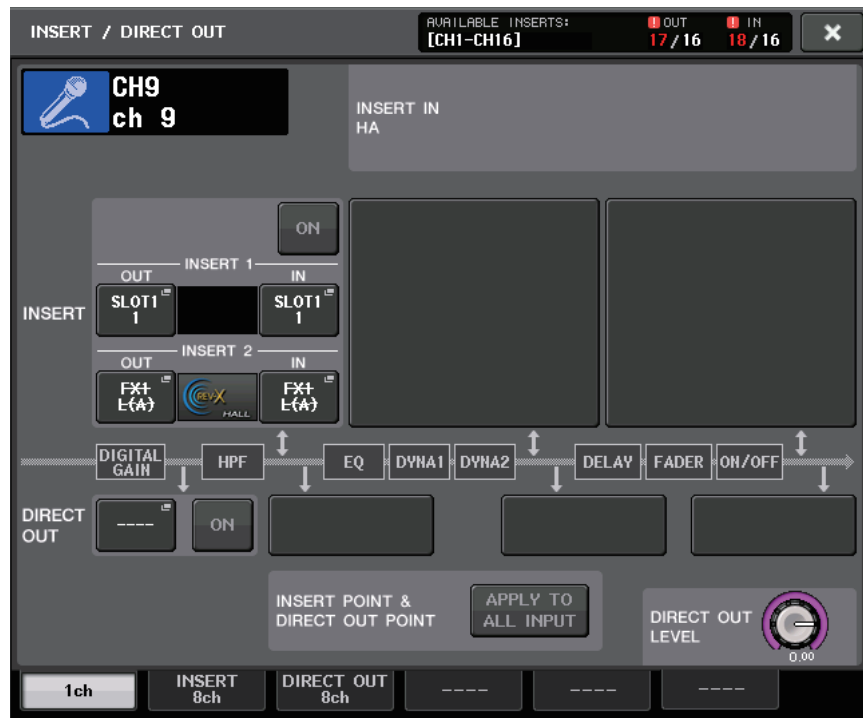 INSERT / DIRECT OUT
AVAILABLE INSERTS:
[CH1-CH16]
! OUT
17/16
! IN
18/16
×
CH9
ch 9
INSERT IN
HA
ON
INSERT 1
OUT
IN
INSERT
SLOT1
1
SLOT1
1
INSERT 2
OUT
IN
FX1
L(A)
REV-X
HALL
FX1
L(A)
DIGITAL
GAIN
HPF
EQ
DYNA1
DYNA2
DELAY
FADER
ON/OFF
DIRECT
OUT
----
ON
INSERT POINT &
DIRECT OUT POINT
APPLY TO
ALL INPUT
DIRECT OUT
LEVEL
0.00
1ch
INSERT
8ch
DIRECT OUT
8ch
----
----
----